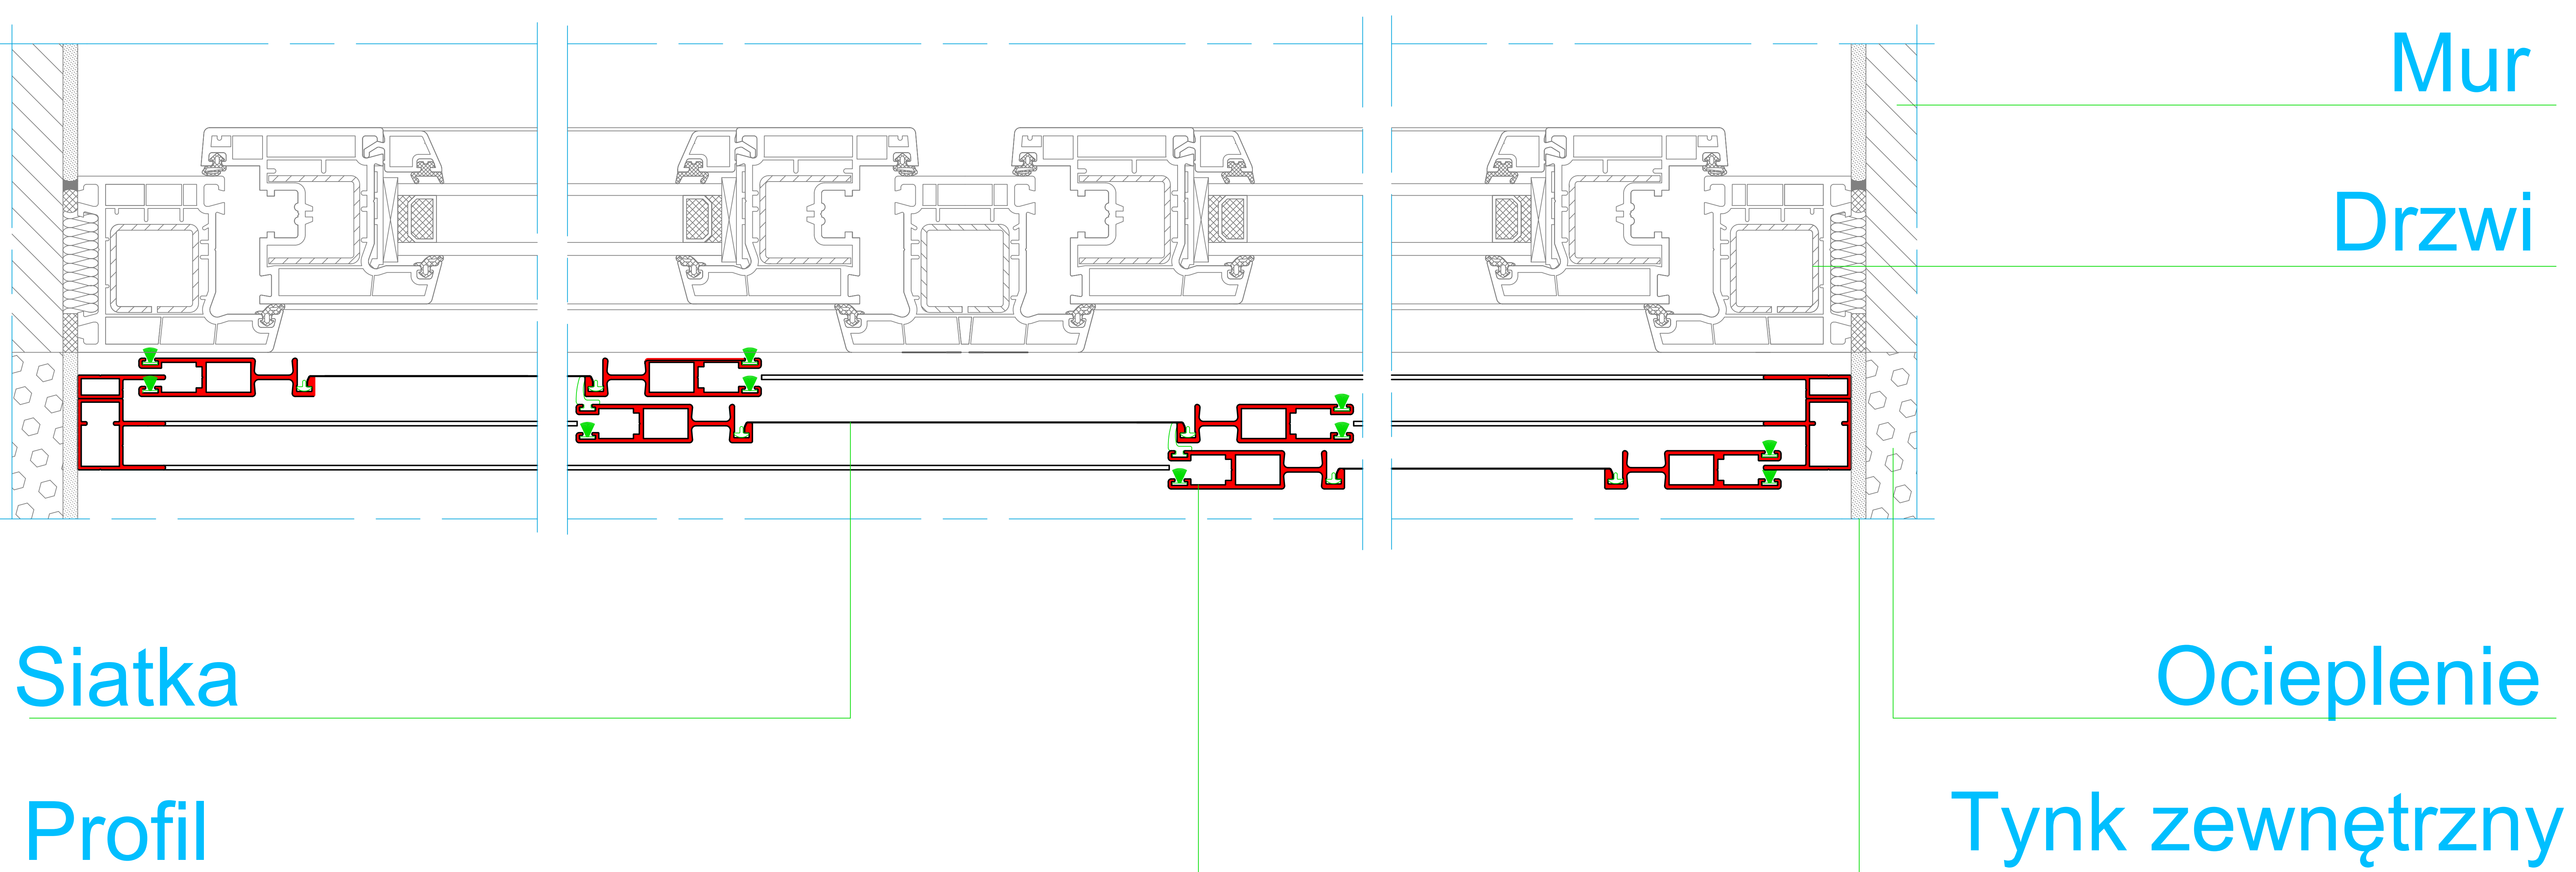 Mur
Drzwi
Siatka
Ocieplenie
Profil
Tynk zewnętrzny